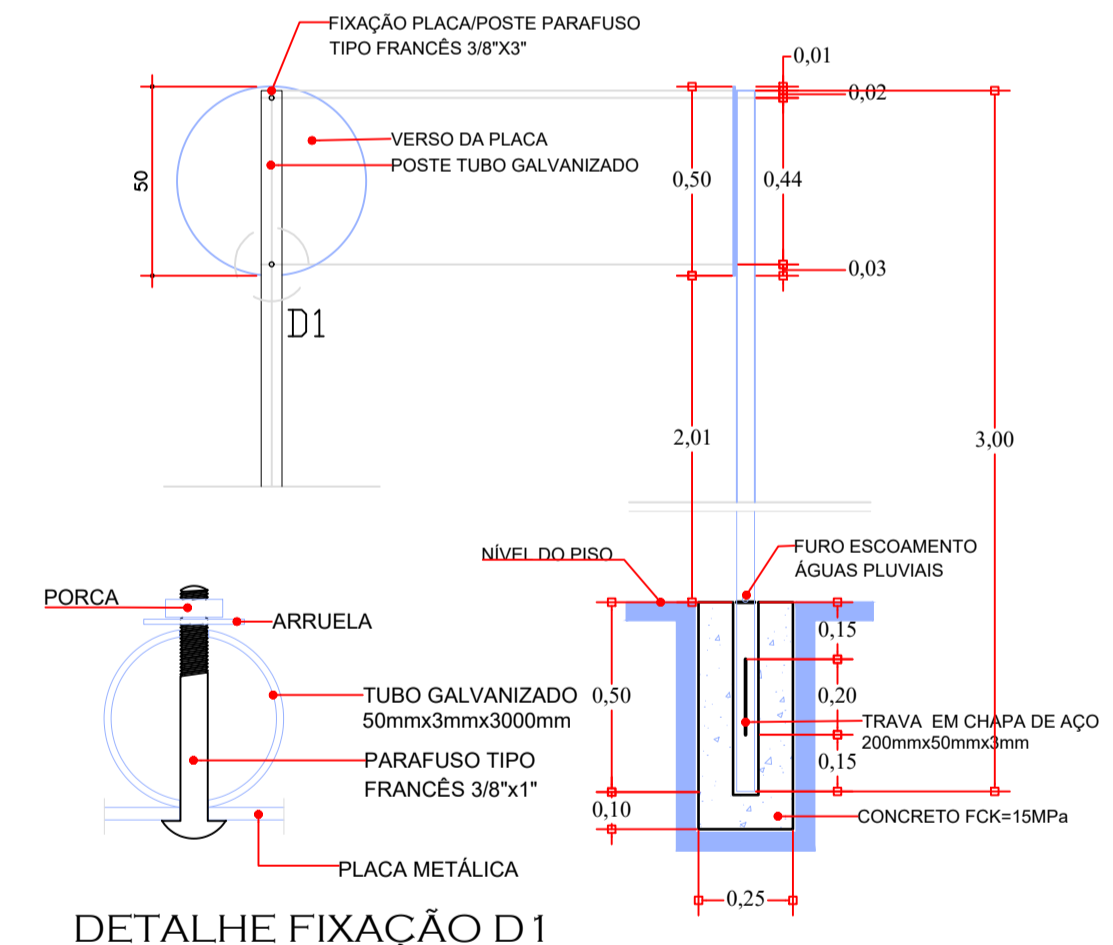 FIXAÇÃO PLACA/POSTE PARAFUSO
TIPO FRANCÊS 3/8"X3"
0,01
0,02
VERSO DA PLACA
POSTE TUBO GALVANIZADO
50
0,50
0,44
0,03
D1
2,01
3,00
NÍVEL DO PISO
FURO ESCOAMENTO
ÁGUAS PLUVIAIS
PORCA
ARRUELA
0,15
TUBO GALVANIZADO
50mmx3mmx3000mm
0,50
0,20
TRAVA EM CHAPA DE AÇO
200mmx50mmx3mm
0,15
PARAFUSO TIPO
FRANCÊS 3/8"x1"
0,10
CONCRETO FCK=15MPa
PLACA METÁLICA
0,25
DETALHE FIXAÇÃO D1